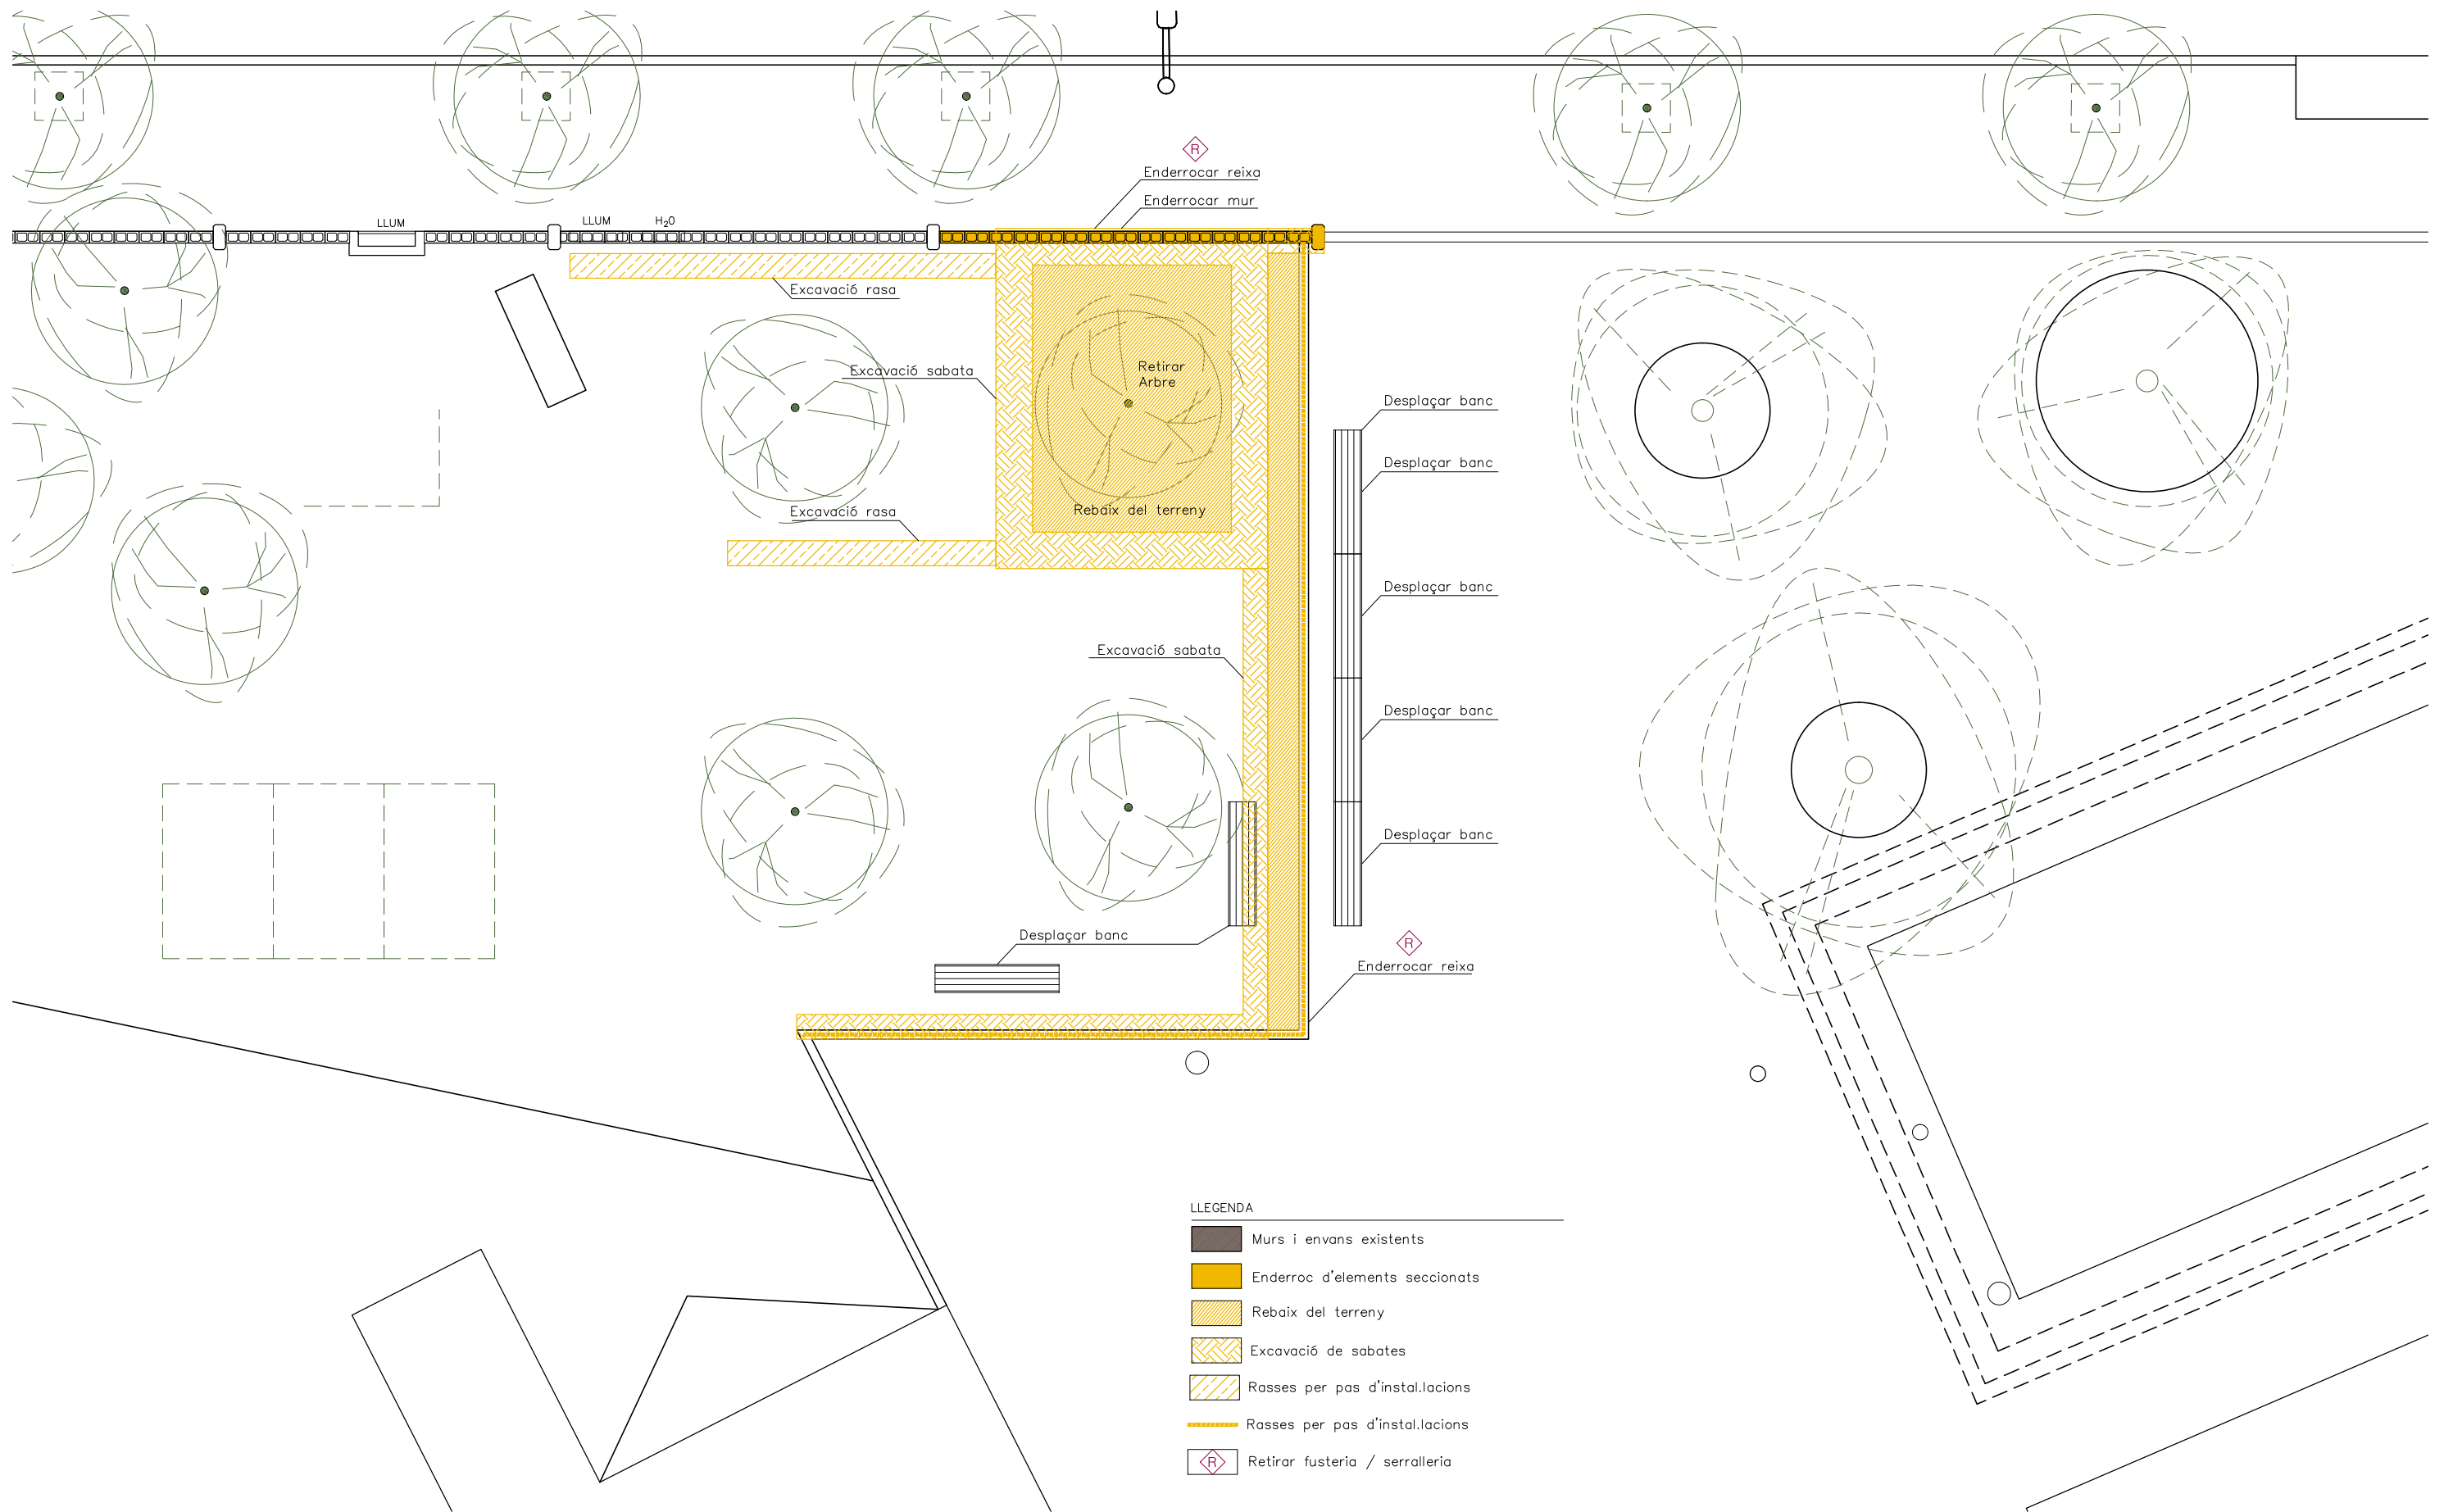 R
Enderrocar reixa
Enderrocar mur
LLUM
LLUM
H₂O
Excavació rasa
Excavació sabata
Retirar
Arbre
Desplaçar banc
Desplaçar banc
Rebaix del terreny
Excavació rasa
Desplaçar banc
Excavació sabata
Desplaçar banc
Desplaçar banc
Desplaçar banc
R
Enderrocar reixa
LLEGENDA
Murs i envans existents
Enderroc d'elements seccionats
Rebaix del terreny
Excavació de sabates
Rasses per pas d'instal.lacions
Rasses per pas d'instal.lacions
R Retirar fusteria / serralleria